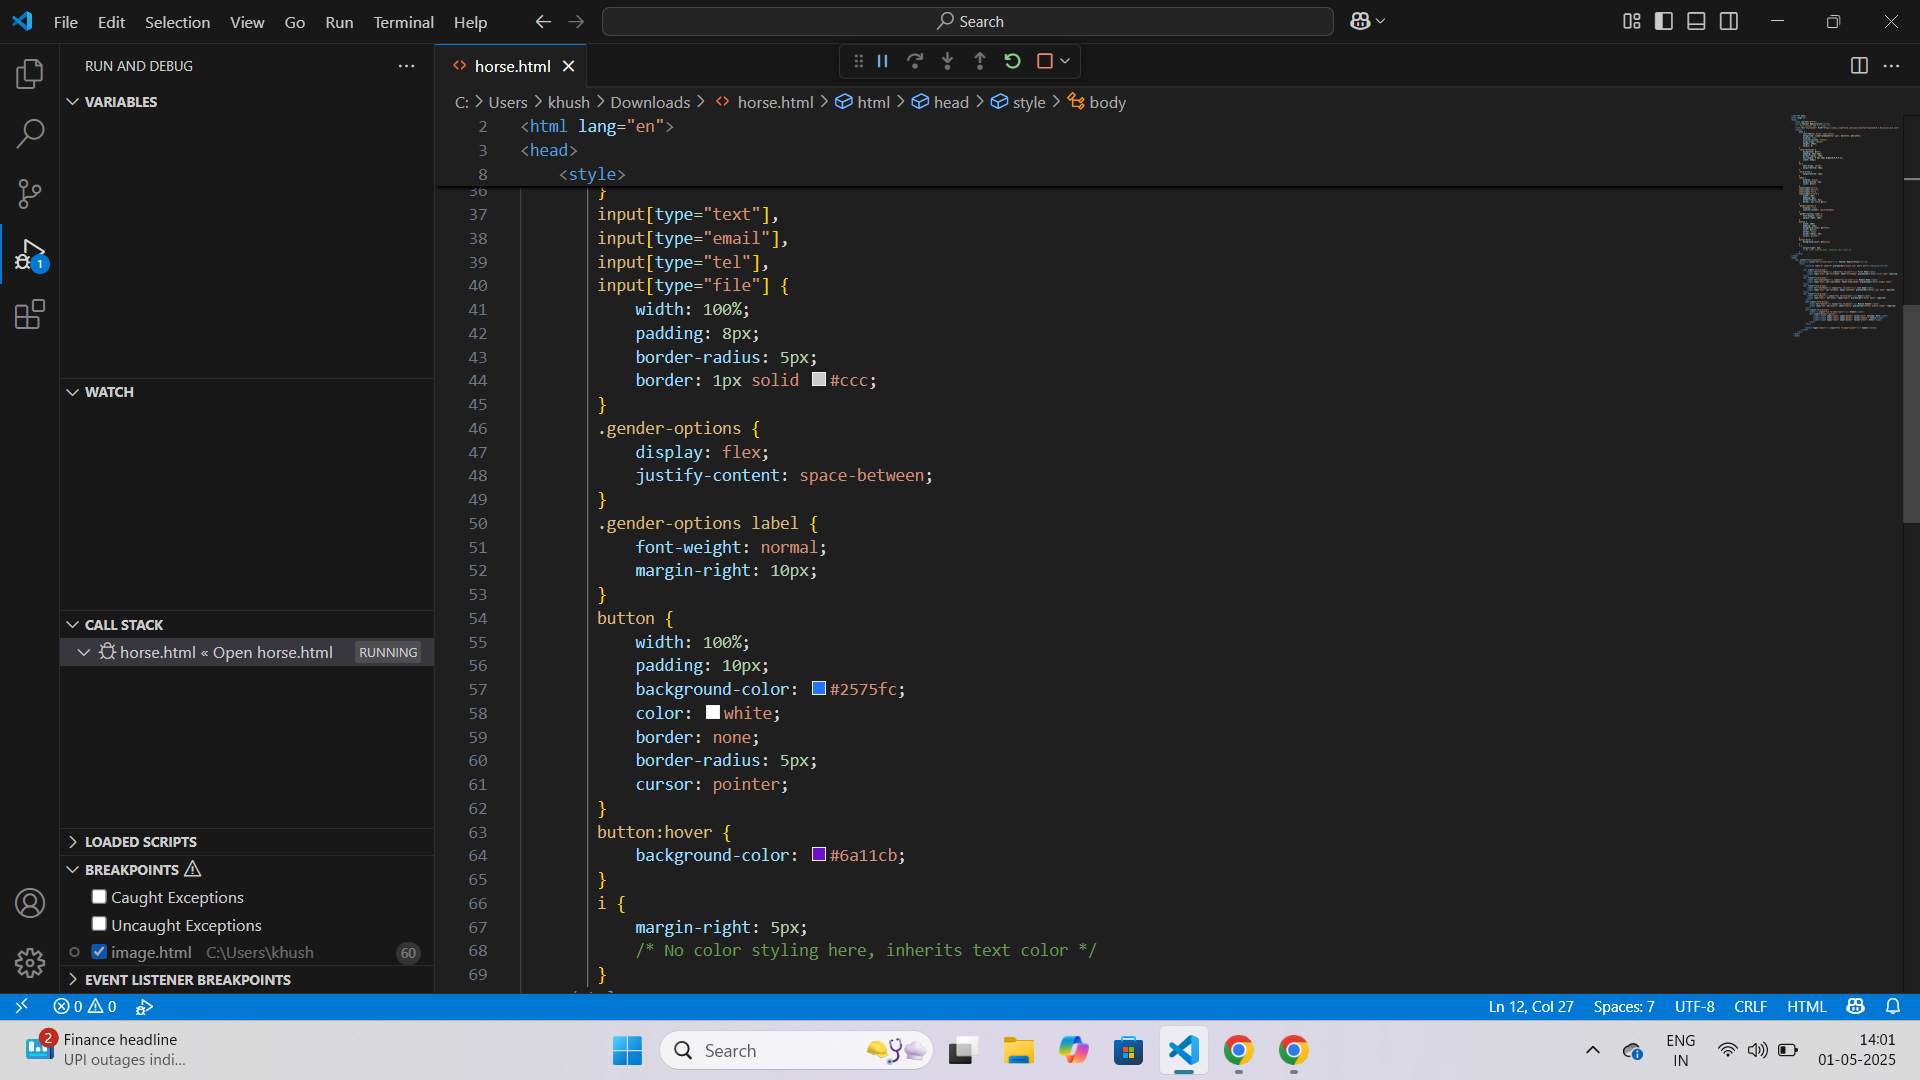 File Edit Selection View Go Run Terminal Help
Search
RUN AND DEBUG
VARIABLES
WATCH
CALL STACK
horse.html « Open horse.html RUNNING
LOADED SCRIPTS
BREAKPOINTS
Caught Exceptions
Uncaught Exceptions
image.html C:\Users\khush 60
EVENT LISTENER BREAKPOINTS
1
horse.html
C: > Users > khush > Downloads > horse.html > html > head > style > body
2 <html lang="en">
3 <head>
8 <style>
36 }
37 input[type="text"],
38 input[type="email"],
39 input[type="tel"],
40 input[type="file"] {
41 width: 100%;
42 padding: 8px;
43 border-radius: 5px;
44 border: 1px solid #ccc;
45 }
46 .gender-options {
47 display: flex;
48 justify-content: space-between;
49 }
50 .gender-options label {
51 font-weight: normal;
52 margin-right: 10px;
53 }
54 button {
55 width: 100%;
56 padding: 10px;
57 background-color: #2575fc;
58 color: white;
59 border: none;
60 border-radius: 5px;
61 cursor: pointer;
62 }
63 button:hover {
64 background-color: #6a11cb;
65 }
66 i {
67 margin-right: 5px;
68 /* No color styling here, inherits text color */
69 }
0 0
Ln 12, Col 27 Spaces: 7 UTF-8 CRLF HTML
2
Finance headline
UPI outages indi...
Search
ENG
IN
14:01
01-05-2025